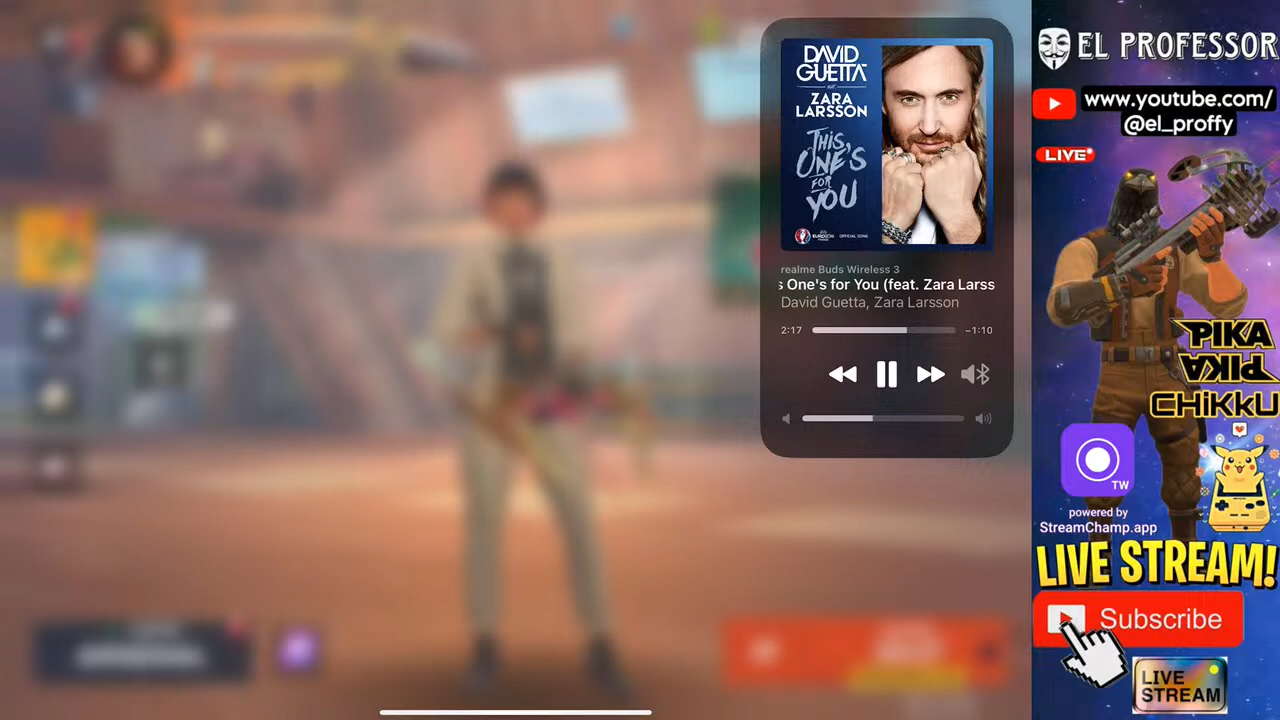 DAVID
GUETTA
feat.
ZARA
LARSSON
THIS
ONE'S
FOR
YOU
OFFICIAL SONG
realme Buds Wireless 3
s One's for You (feat. Zara Larss
David Guetta, Zara Larsson
2:17
-1:10
EL PROFESSOR
www.youtube.com/
@el_proffy
LIVE
PIKA
PIKA
CHiKKU
TW
powered by
StreamChamp.app
LIVE STREAM!
Subscribe
LIVE
STREAM